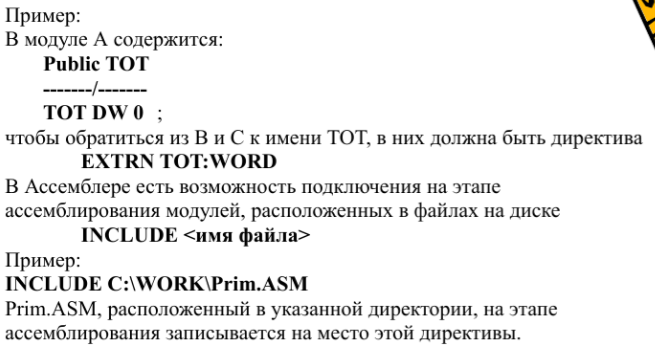 Пример:
В модуле А содержится:
Public TOT
-------/-------
TOT DW 0 ;
чтобы обратиться из В и С к имени ТОТ, в них должна быть директива
EXTRN TOT:WORD
В Ассемблере есть возможность подключения на этапе
ассемблирования модулей, расположенных в файлах на диске
INCLUDE <имя файла>
Пример:
INCLUDE C:\WORK\Prim.ASM
Prim.ASM, расположенный в указанной директории, на этапе
ассемблирования записывается на место этой директивы.